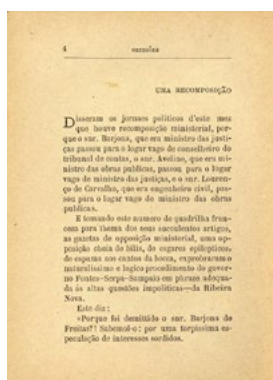 4
UMA RECOMPOSIÇÃO
Disseram os jornaes politicos d'este mez
que houve recomposição ministerial, por-
que o snr. Barjona, que era ministro das justi-
ças passou para o logar vago de conselheiro do
tribunal de contas, o snr. Avelino, que era mi-
nistro das obras publicas, passou para o logar
vago de ministro das justiças, e o snr. Louren-
ço de Carvalho, que era engenheiro civil, pas-
sou para o logar vago de ministro das obras
publicas.
E tomando este numero de quadrilha fran-
ceza para thema dos seus succulentos artigos,
as gazetas de opposição ministerial, uma op-
posição cheia de bilis, de esgares epilepticos,
de espuma nos cantos da bocca, exprobraram o
naturalissimo e logico procedimento do gover-
no Fontes-Serpa-Sampaio em phrase adequa-
da ás altas questões impoliticas—da Ribeira
Nova.
Este diz:
«Porque foi demittido o snr. Barjona de
Freitas?! Sabemol-o: por uma torpissima es-
peculação de interesses sordidos.